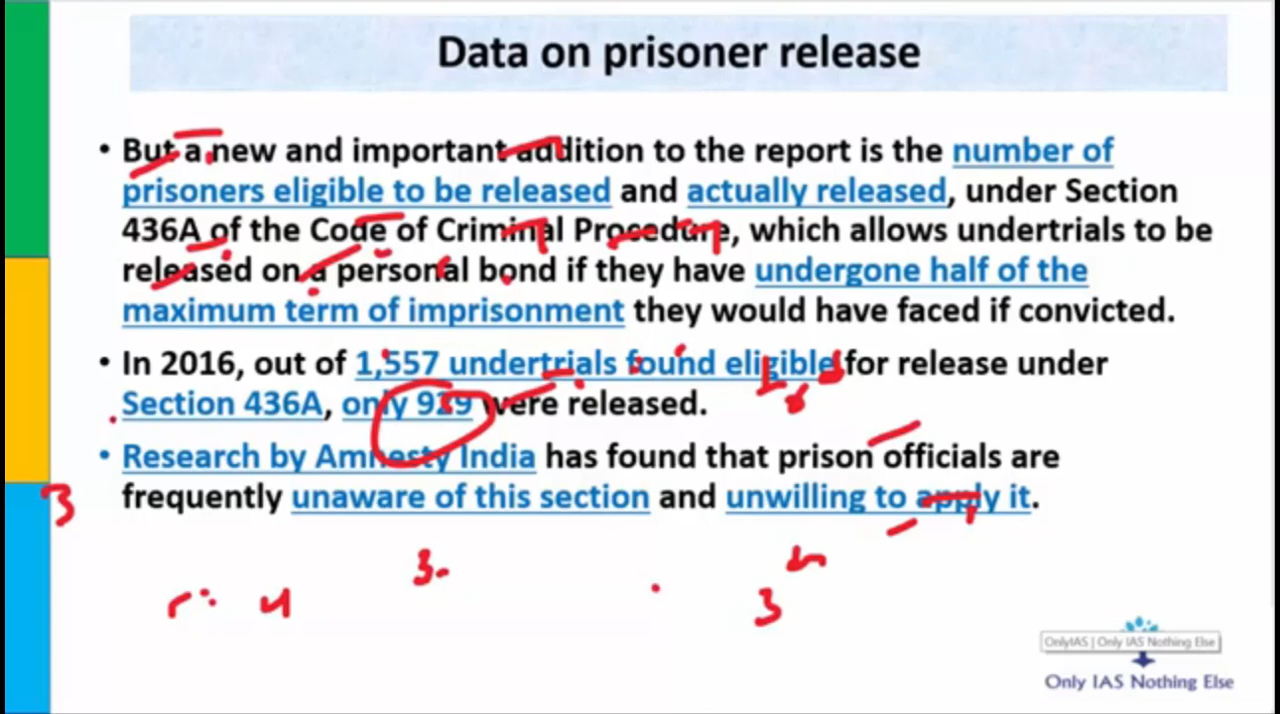 Data on prisoner release
• But a new and important addition to the report is the number of
prisoners eligible to be released and actually released, under Section
436A of the Code of Criminal Procedure, which allows undertrials to be
released on a personal bond if they have undergone half of the
maximum term of imprisonment they would have faced if convicted.
• In 2016, out of 1,557 undertrials found eligible for release under
Section 436A, only 929 were released.
• Research by Amnesty India has found that prison officials are
frequently unaware of this section and unwilling to apply it.
OnlyIAS | Only IAS Nothing Else
Only IAS Nothing Else